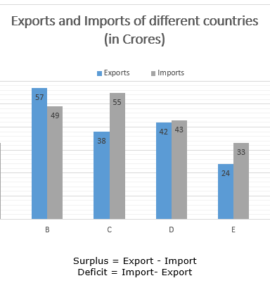 Exports and Imports of different countries
(in Crores)
Exports Imports
57 49 38 55 42 43 24 33
B C D E
Surplus = Export - Import
Deficit = Import- Export